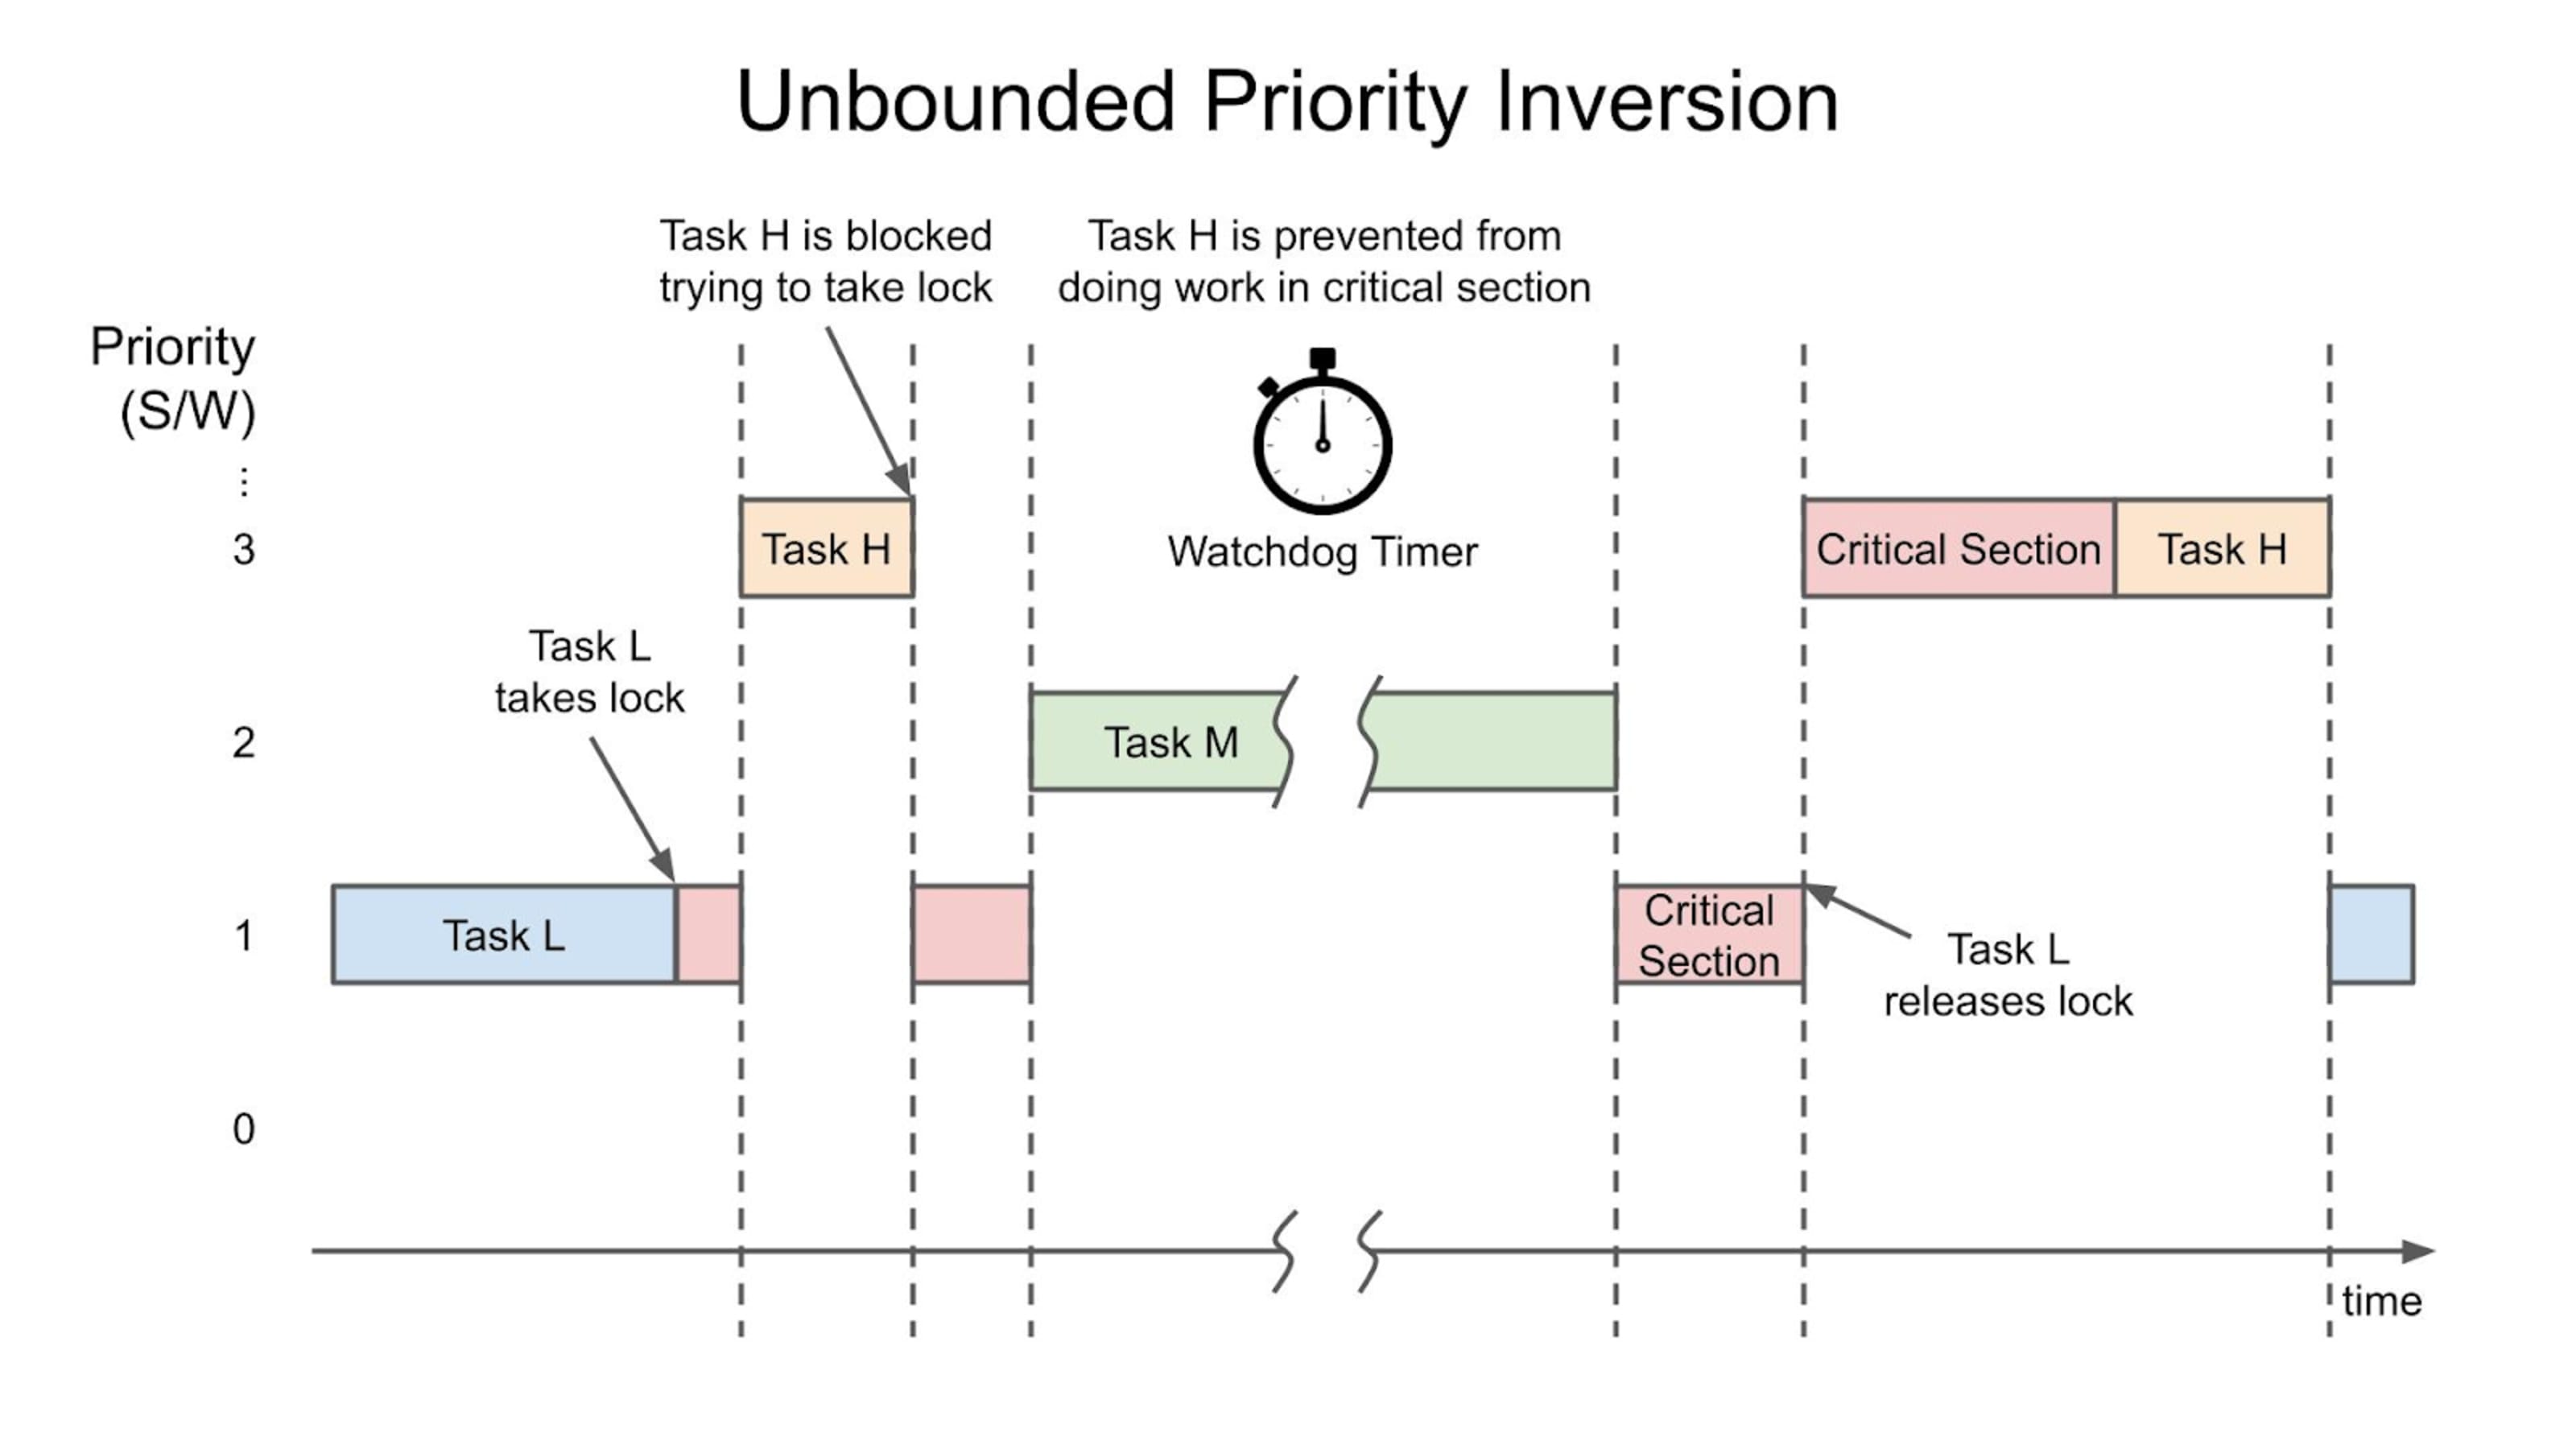 Unbounded Priority Inversion
Task H is blocked
trying to take lock
Task H is prevented from
doing work in critical section
Priority
(S/W)
⋮
3
Task H
Watchdog Timer
Critical Section
Task H
Task L
takes lock
2
Task M
1
Task L
Critical
Section
Task L
releases lock
0
time